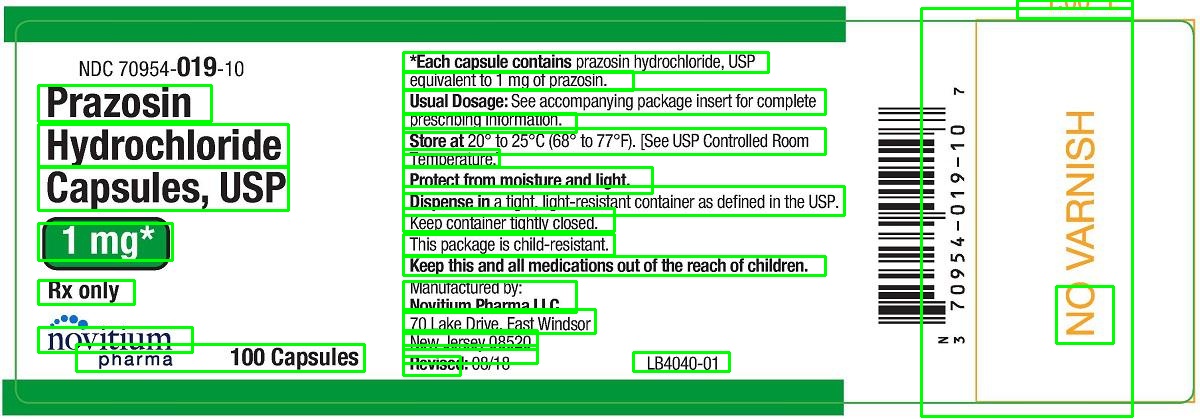 NDC 70954-019-10
Prazosin
Hydrochloride
Capsules, USP
1 mg*
Rx only
novitium
pharma
100 Capsules
*Each capsule contains prazosin hydrochloride, USP
equivalent to 1 mg of prazosin.
Usual Dosage: See accompanying package insert for complete
prescribing information.
Store at 20° to 25°C (68° to 77°F). [See USP Controlled Room
Temperature.]
Protect from moisture and light.
Dispense in a tight, light-resistant container as defined in the USP.
Keep container tightly closed.
This package is child-resistant.
Keep this and all medications out of the reach of children.
Manufactured by:
Novitium Pharma LLC
70 Lake Drive, East Windsor
New Jersey 08520
Revised: 08/18
LB4040-01
N
3 70954-019-10 7
NO VARNISH